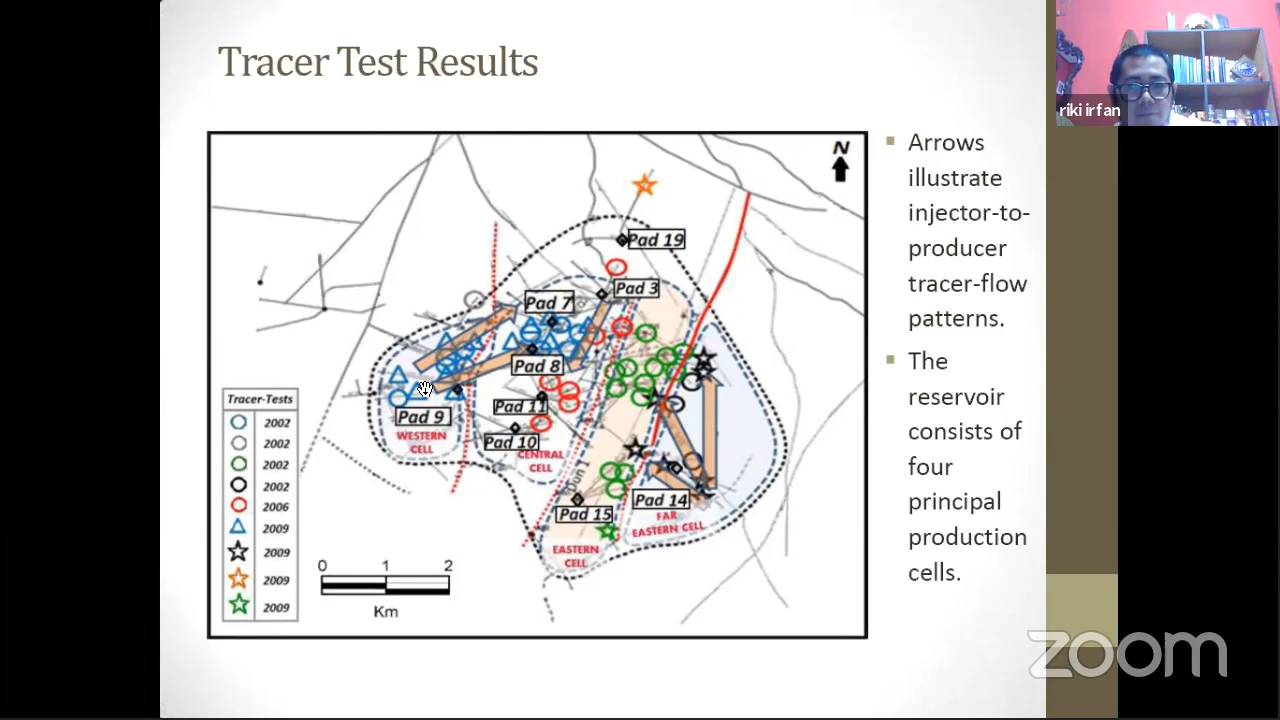 Tracer Test Results
riki irfan
N
Pad 19
Pad 3
Pad 7
Pad 8
Pad 9
Pad 11
Pad 10
WESTERN
CELL
CENTRAL
CELL
Pad 14
Pad 15
FAR
EASTERN CELL
EASTERN
CELL
Tracer-Tests
2002
2002
2002
2002
2006
2009
2009
2009
2009
0 1 2
Km
Arrows
illustrate
injector-to-
producer
tracer-flow
patterns.
The
reservoir
consists of
four
principal
production
cells.
zoom